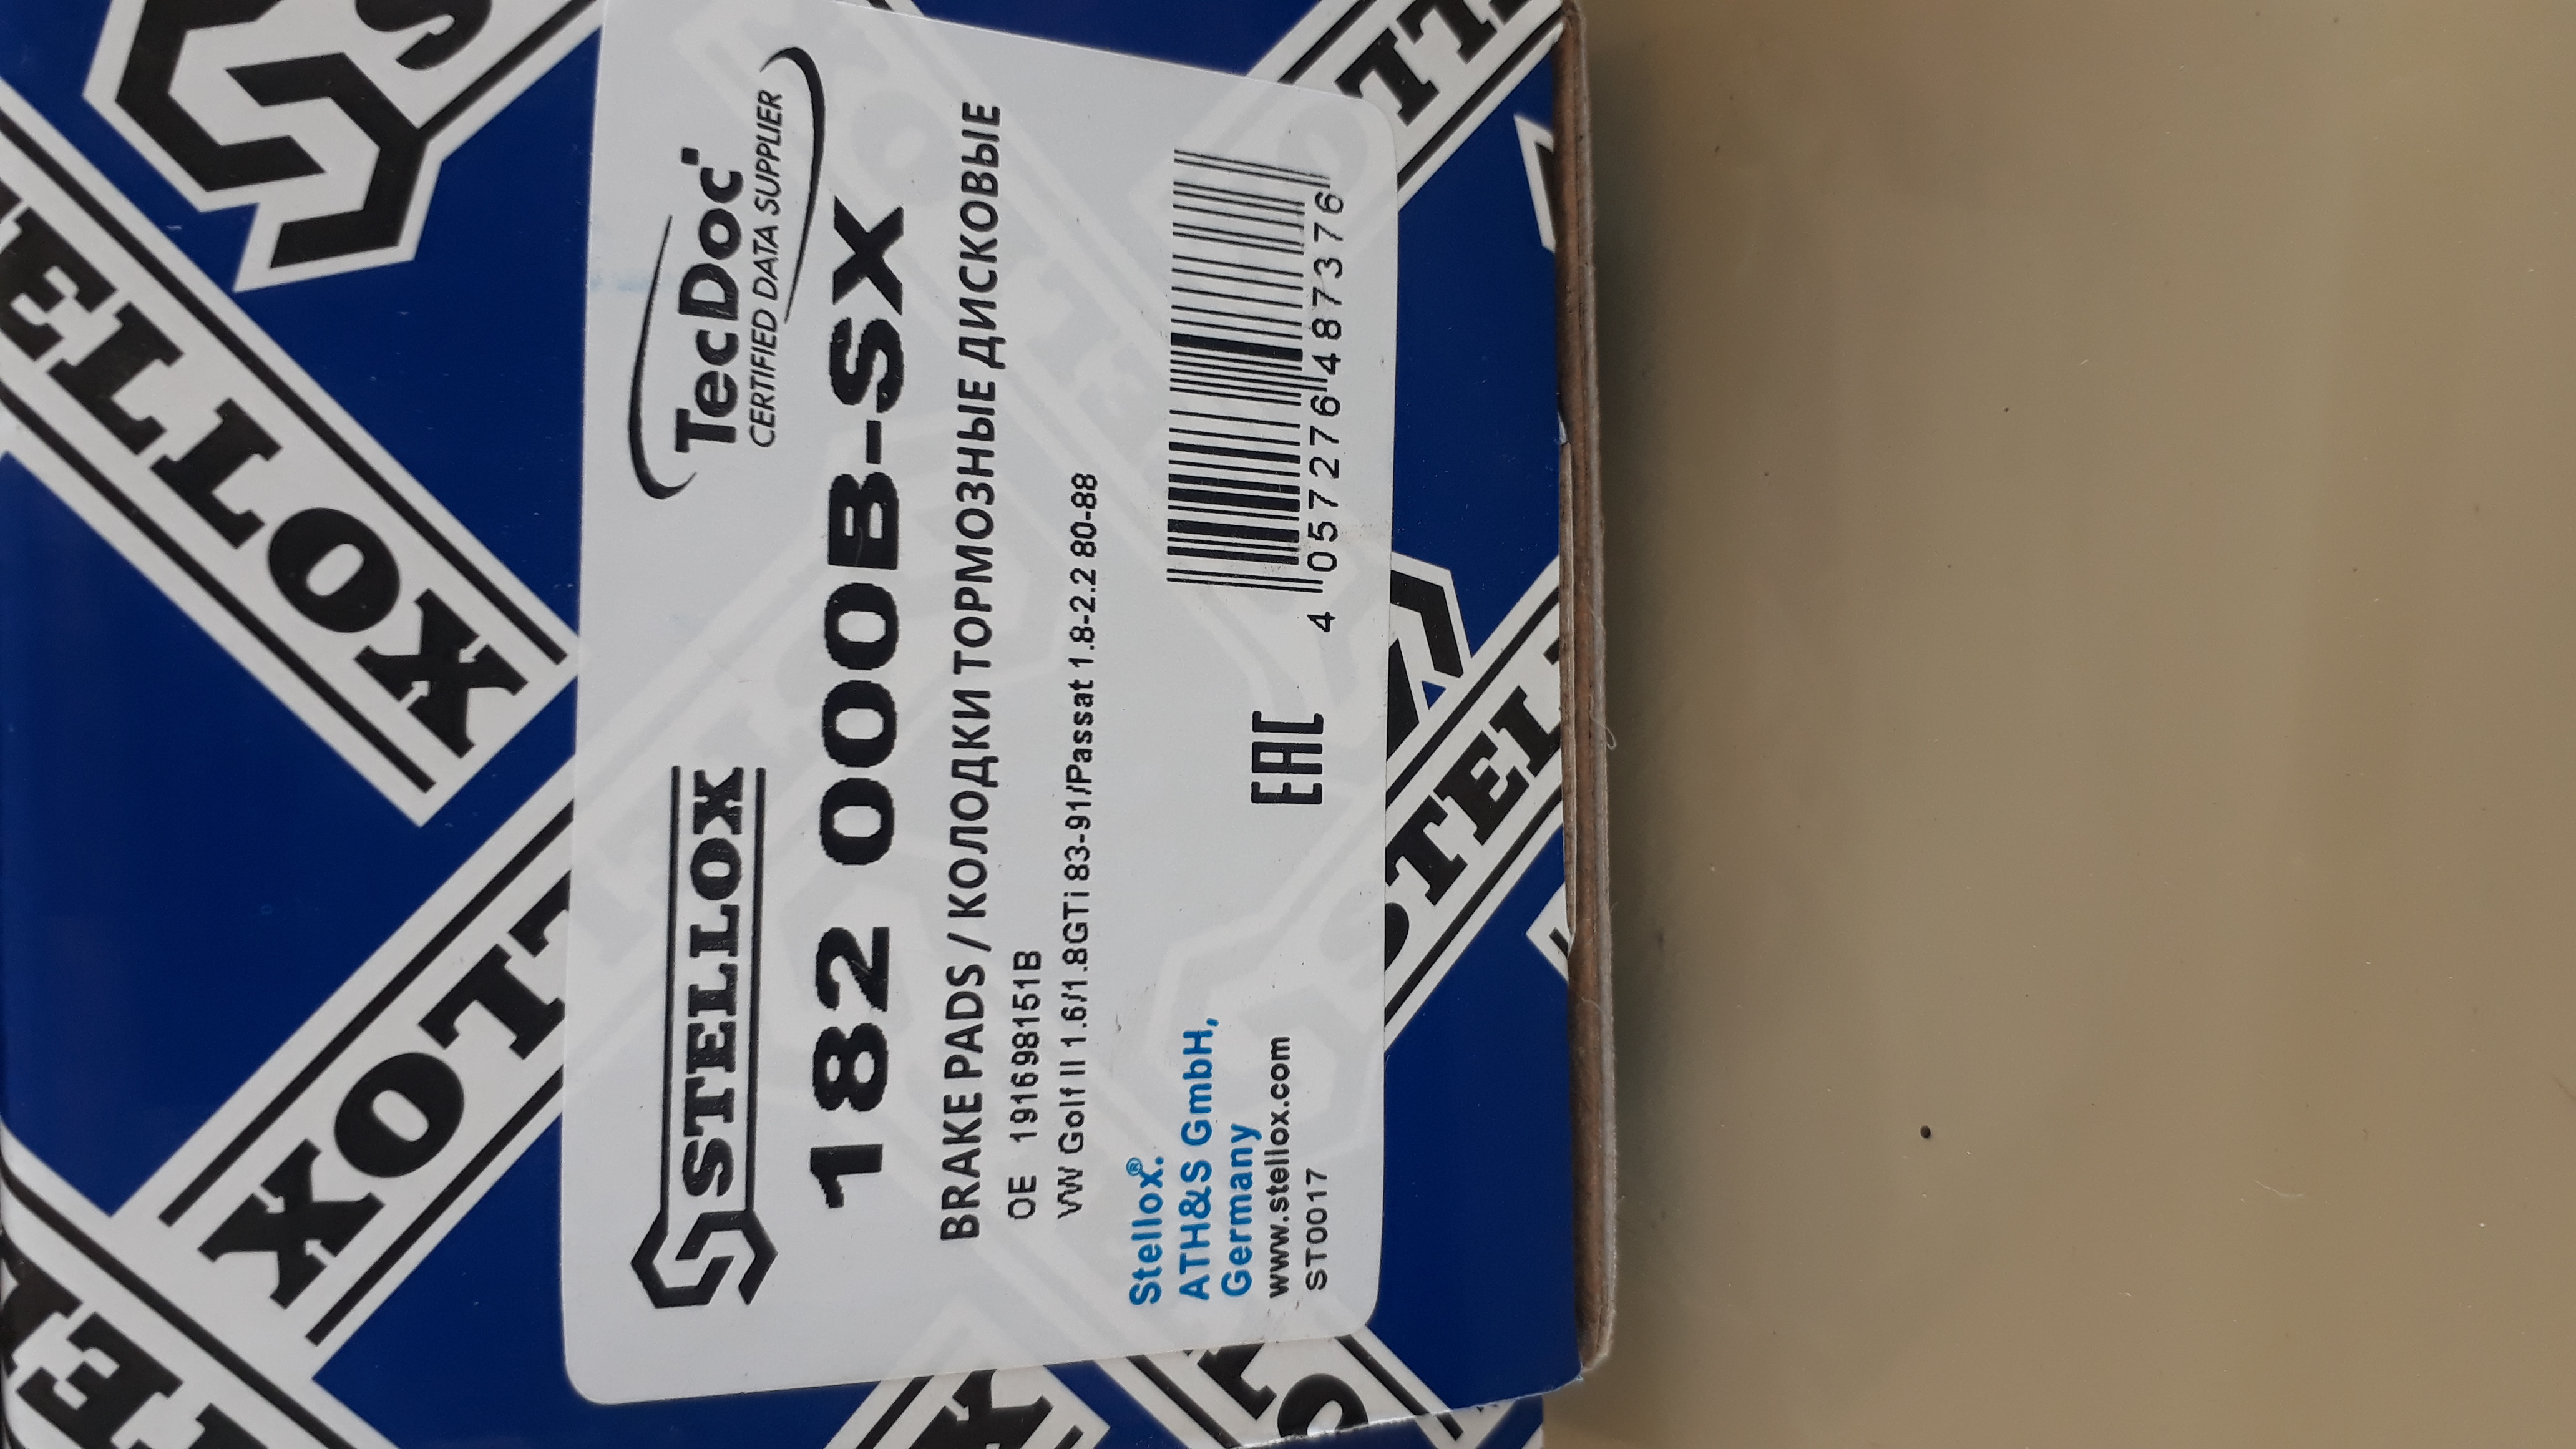 STELLOX
TecDoc
CERTIFIED DATA SUPPLIER
182 000B-SX
BRAKE PADS / КОЛОДКИ ТОРМОЗНЫЕ ДИСКОВЫЕ
OE 191698151B
VW Golf II 1.6/1.8GTi 83-91/Passat 1.8-2.2 80-88
Stellox®.
ATH&S GmbH,
Germany
www.stellox.com
ST0017
EAC
4 057276 487376
STELLOX